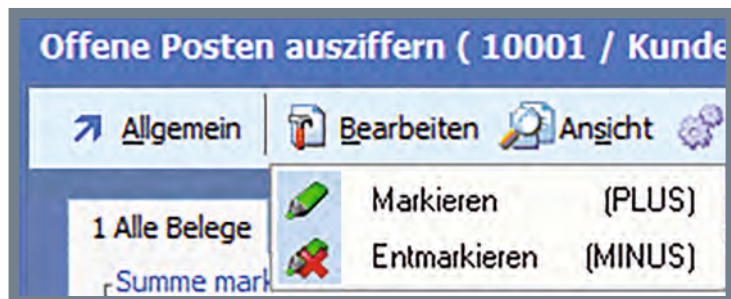 Offene Posten ausziffern ( 10001 / Kunde
Allgemein Bearbeiten Ansicht
Markieren (PLUS)
1 Alle Belege
Entmarkieren (MINUS)
Summe mark